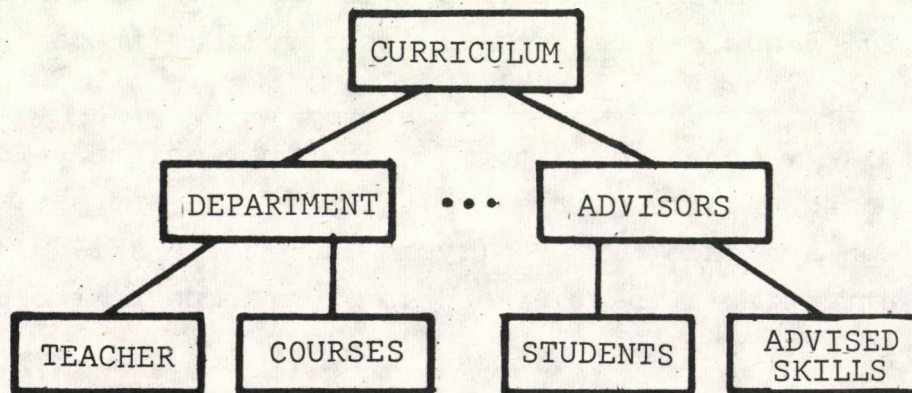 CURRICULUM
DEPARTMENT
ADVISORS
TEACHER
COURSES
STUDENTS
ADVISED
SKILLS